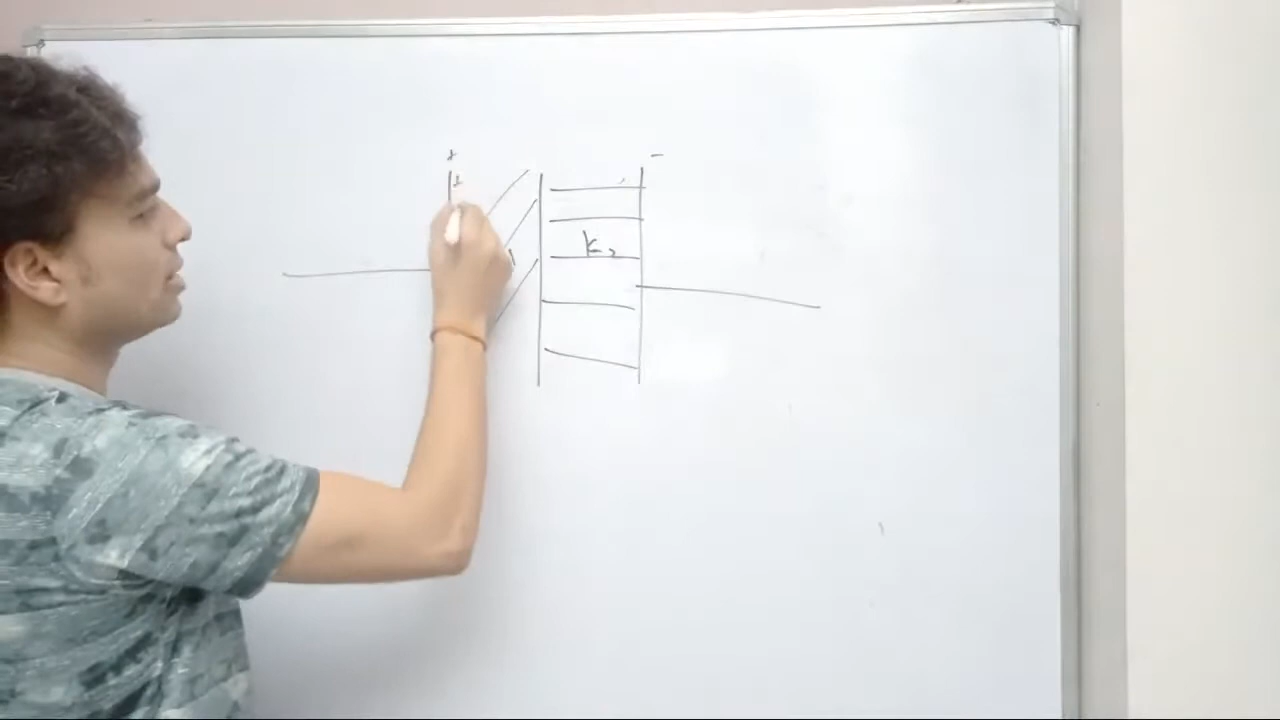 + -
+
K₂